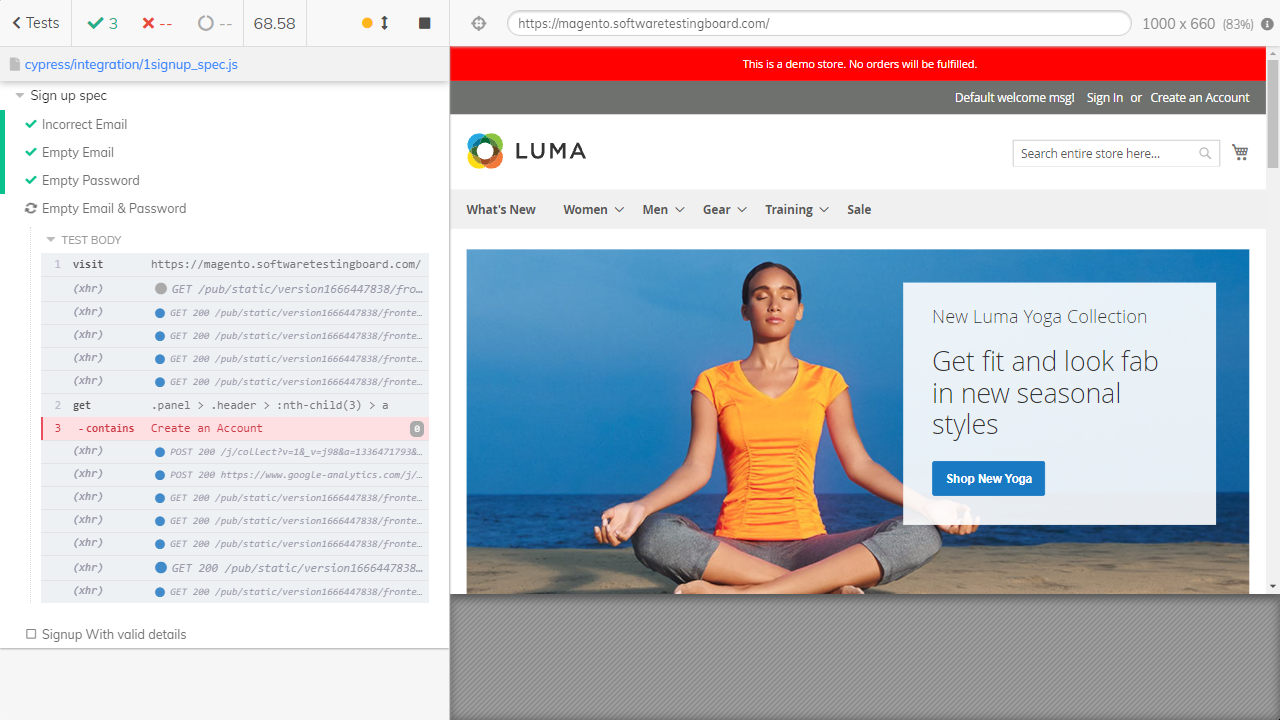 Tests
3
--
--
68.58
https://magento.softwaretestingboard.com/
1000 x 660 (83%)
cypress/integration/1signup_spec.js
Sign up spec
Incorrect Email
Empty Email
Empty Password
Empty Email & Password
TEST BODY
1 visit https://magento.softwaretestingboard.com/
(xhr) GET /pub/static/version1666447838/fro...
(xhr) GET 200 /pub/static/version1666447838/fronte...
(xhr) GET 200 /pub/static/version1666447838/fronte...
(xhr) GET 200 /pub/static/version1666447838/fronte...
(xhr) GET 200 /pub/static/version1666447838/fronte...
2 get .panel > .header > :nth-child(3) > a
3 -contains Create an Account 0
(xhr) POST 200 /j/collect?v=1&_v=j98&a=1336471793&...
(xhr) POST 200 https://www.google-analytics.com/j/...
(xhr) GET 200 /pub/static/version1666447838/fronte...
(xhr) GET 200 /pub/static/version1666447838/fronte...
(xhr) GET 200 /pub/static/version1666447838/fronte...
(xhr) GET 200 /pub/static/version1666447838...
(xhr) GET 200 /pub/static/version1666447838/fronte...
Signup With valid details
This is a demo store. No orders will be fulfilled.
Default welcome msg! Sign In or Create an Account
LUMA
Search entire store here...
What's New Women Men Gear Training Sale
New Luma Yoga Collection
Get fit and look fab
in new seasonal
styles
Shop New Yoga